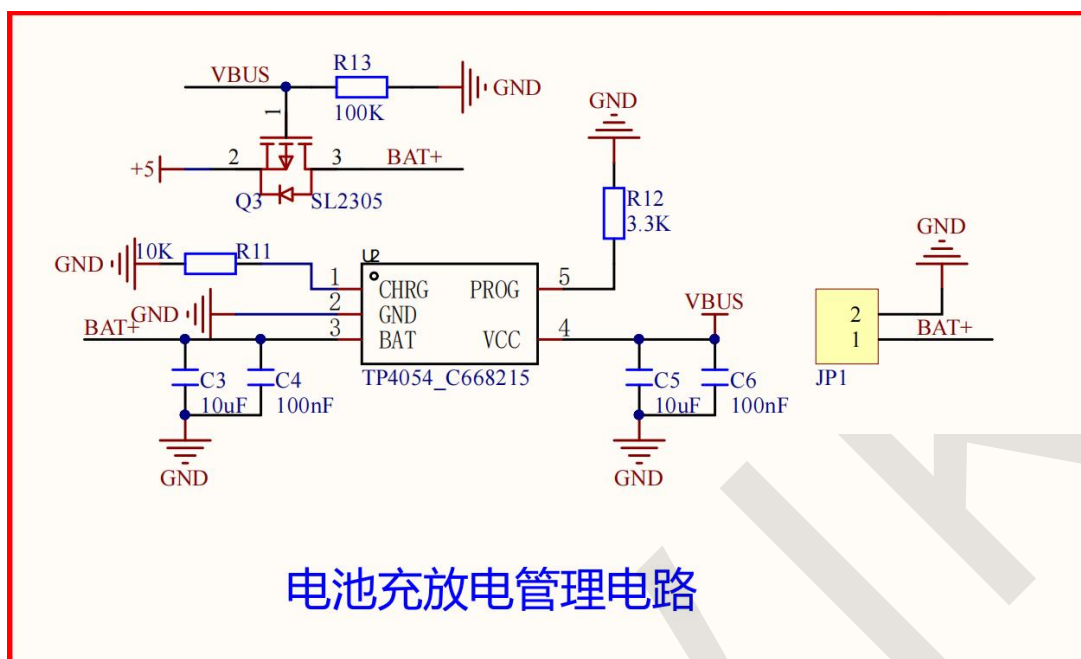 VBUS
R13
100K
GND
1
+5
2
3
BAT+
Q3
SL2305
GND
R12
3.3K
GND
10K
R11
U2
1
CHRG
PROG
5
GND
2
GND
BAT+
3
BAT
VCC
4
TP4054_C668215
VBUS
C3
10uF
C4
100nF
GND
C5
10uF
C6
100nF
GND
GND
2
1
BAT+
JP1
电池充放电管理电路